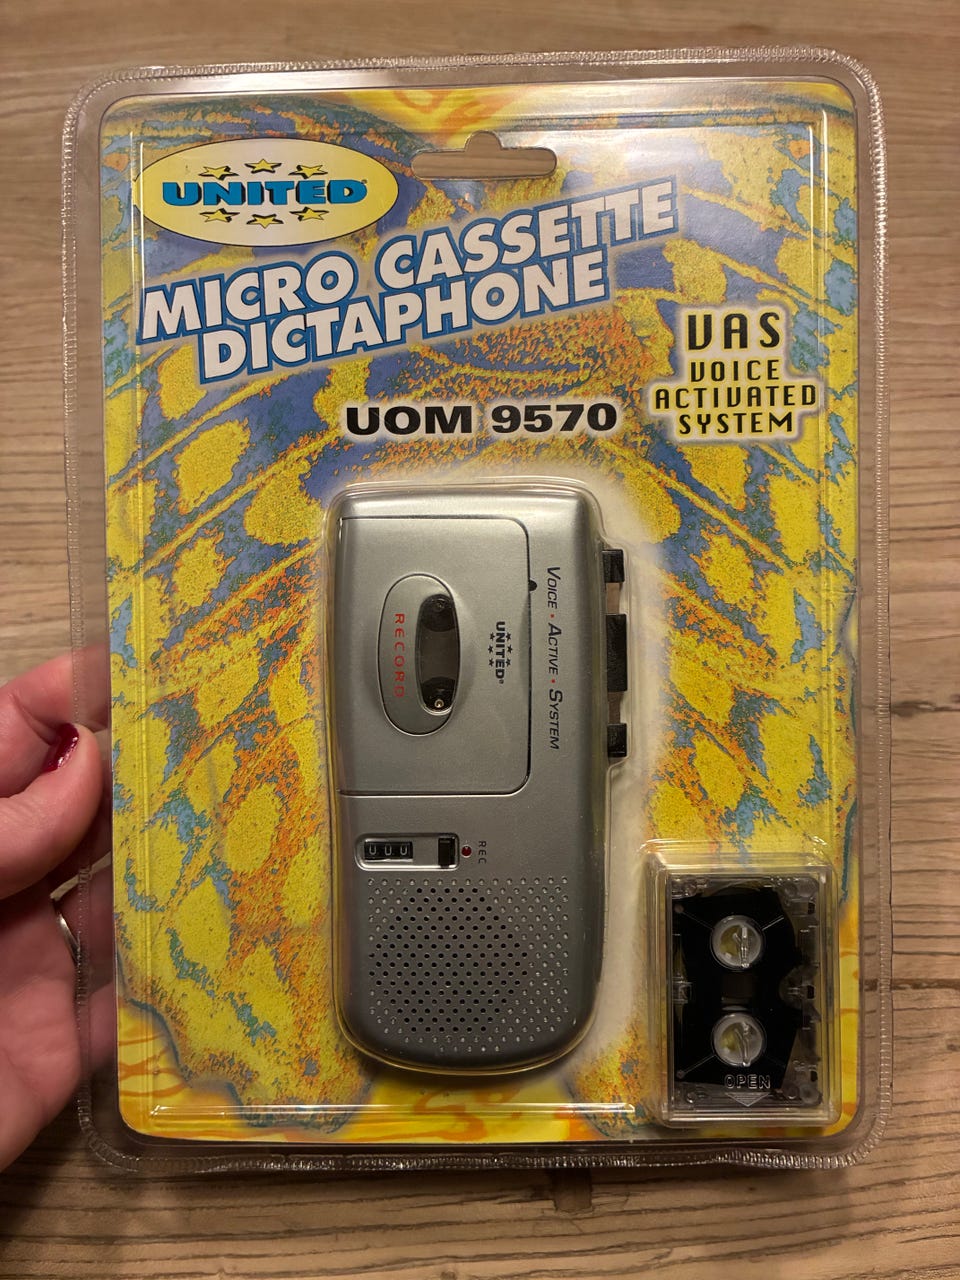 UNITED
MICRO CASSETTE
DICTAPHONE
VAS
VOICE
ACTIVATED
SYSTEM
UOM 9570
VOICE • ACTIVE • SYSTEM
UNITED
RECORD
000
REC
OPEN